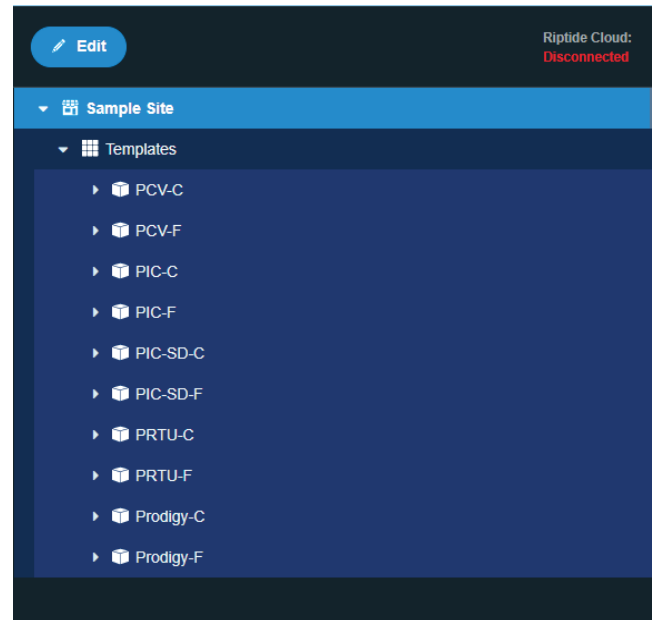 Edit
Riptide Cloud:
Disconnected
Sample Site
Templates
PCV-C
PCV-F
PIC-C
PIC-F
PIC-SD-C
PIC-SD-F
PRTU-C
PRTU-F
Prodigy-C
Prodigy-F